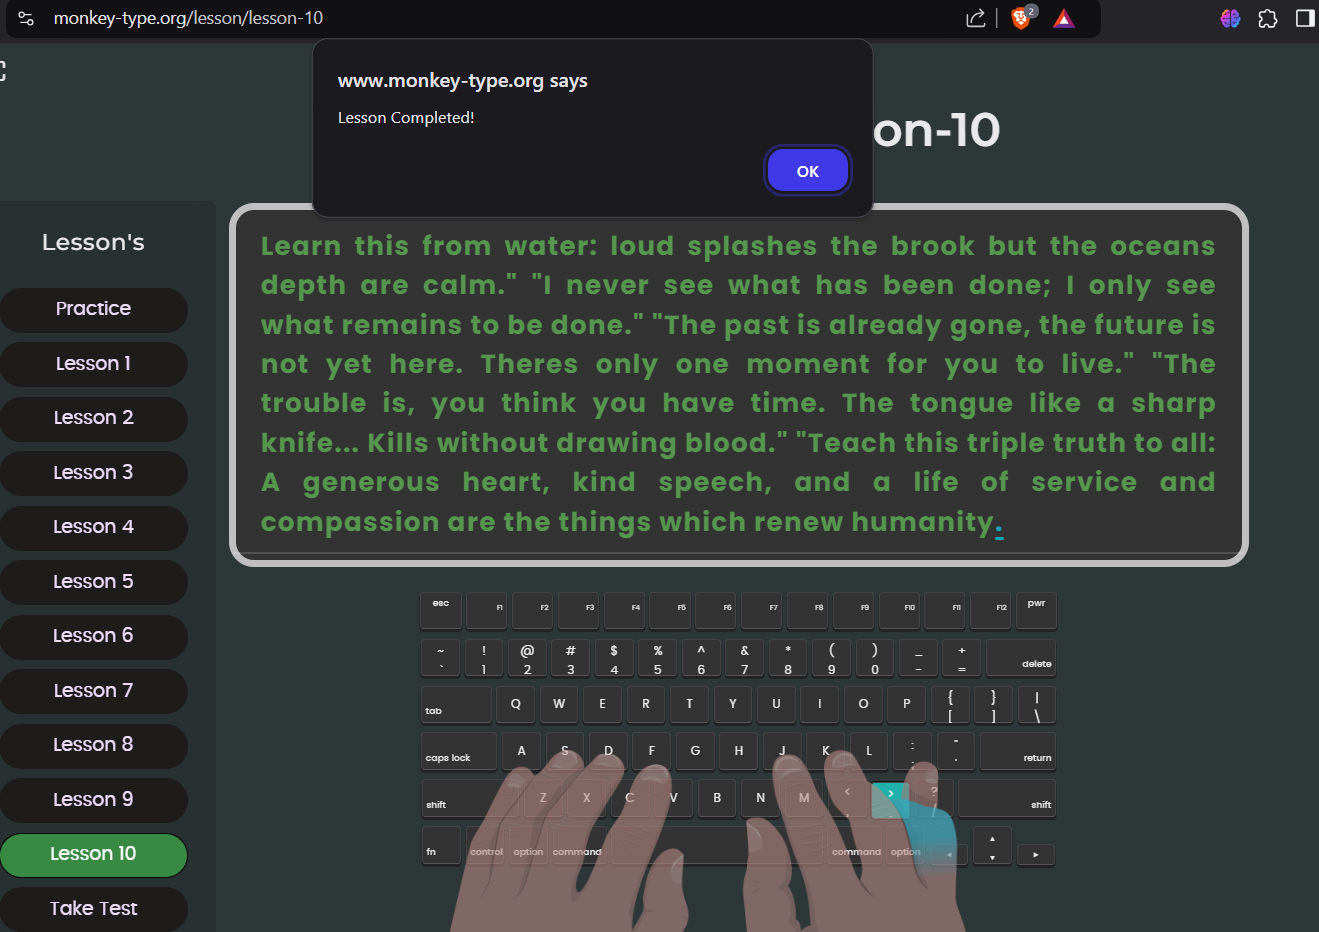 monkey-type.org/lesson/lesson-10
2
www.monkey-type.org says
Lesson Completed!
OK
on-10
Lesson's
Practice
Lesson 1
Lesson 2
Lesson 3
Lesson 4
Lesson 5
Lesson 6
Lesson 7
Lesson 8
Lesson 9
Lesson 10
Take Test
Learn this from water: loud splashes the brook but the oceans
depth are calm." "I never see what has been done; I only see
what remains to be done." "The past is already gone, the future is
not yet here. Theres only one moment for you to live." "The
trouble is, you think you have time. The tongue like a sharp
knife... Kills without drawing blood." "Teach this triple truth to all:
A generous heart, kind speech, and a life of service and
compassion are the things which renew humanity.
esc F1 F2 F3 F4 F5 F6 F7 F8 F9 F10 F11 F12 pwr
~ ! @ # $ % ^ & * ( ) _ +
` 1 2 3 4 5 6 7 8 9 0 - = delete
tab Q W E R T Y U I O P { } |
[ ] \
caps lock A S D F G H J K L : ; return
shift Z X C V B N M < , > ? / shift
fn control option command command option